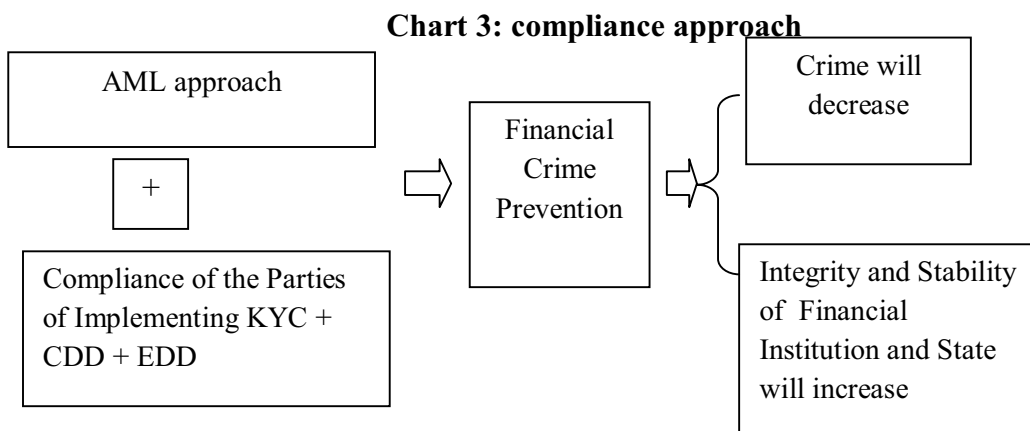 Chart 3: compliance approach
AML approach
+
Compliance of the Parties
of Implementing KYC +
CDD + EDD
Financial
Crime
Prevention
Crime will
decrease
Integrity and Stability
of Financial
Institution and State
will increase